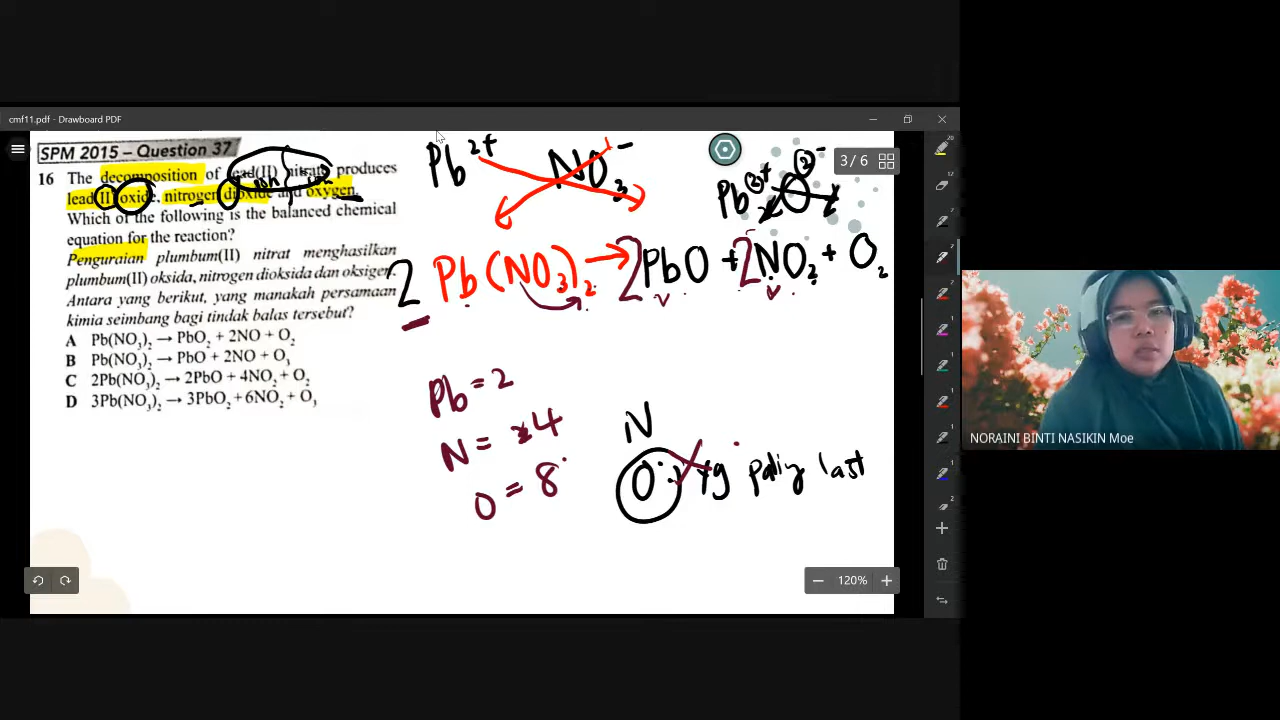 cmf11.pdf - Drawboard PDF
SPM 2015 – Question 37
3/6
16 The decomposition of lead(II) nitrate produces
lead(II) oxide, nitrogen dioxide and oxygen.
Which of the following is the balanced chemical
equation for the reaction?
Penguraian plumbum(II) nitrat menghasilkan
plumbum(II) oksida, nitrogen dioksida dan oksigen.
Antara yang berikut, yang manakah persamaan
kimia seimbang bagi tindak balas tersebut?
A Pb(NO₃)₂ → PbO₂ + 2NO + O₂
B Pb(NO₃)₂ → PbO + 2NO + O₃
C 2Pb(NO₃)₂ → 2PbO + 4NO₂ + O₂
D 3Pb(NO₃)₂ → 3PbO₂ + 6NO₂ + O₃
Pb²⁺ NO₃⁻
Pb²⁺ O²⁻
2 Pb(NO₃)₂ → 2PbO + 2NO₂ + O₂
Pb = 2
N = 4
O = 8
N
O yg paling last
120%
NORAINI BINTI NASIKIN Moe